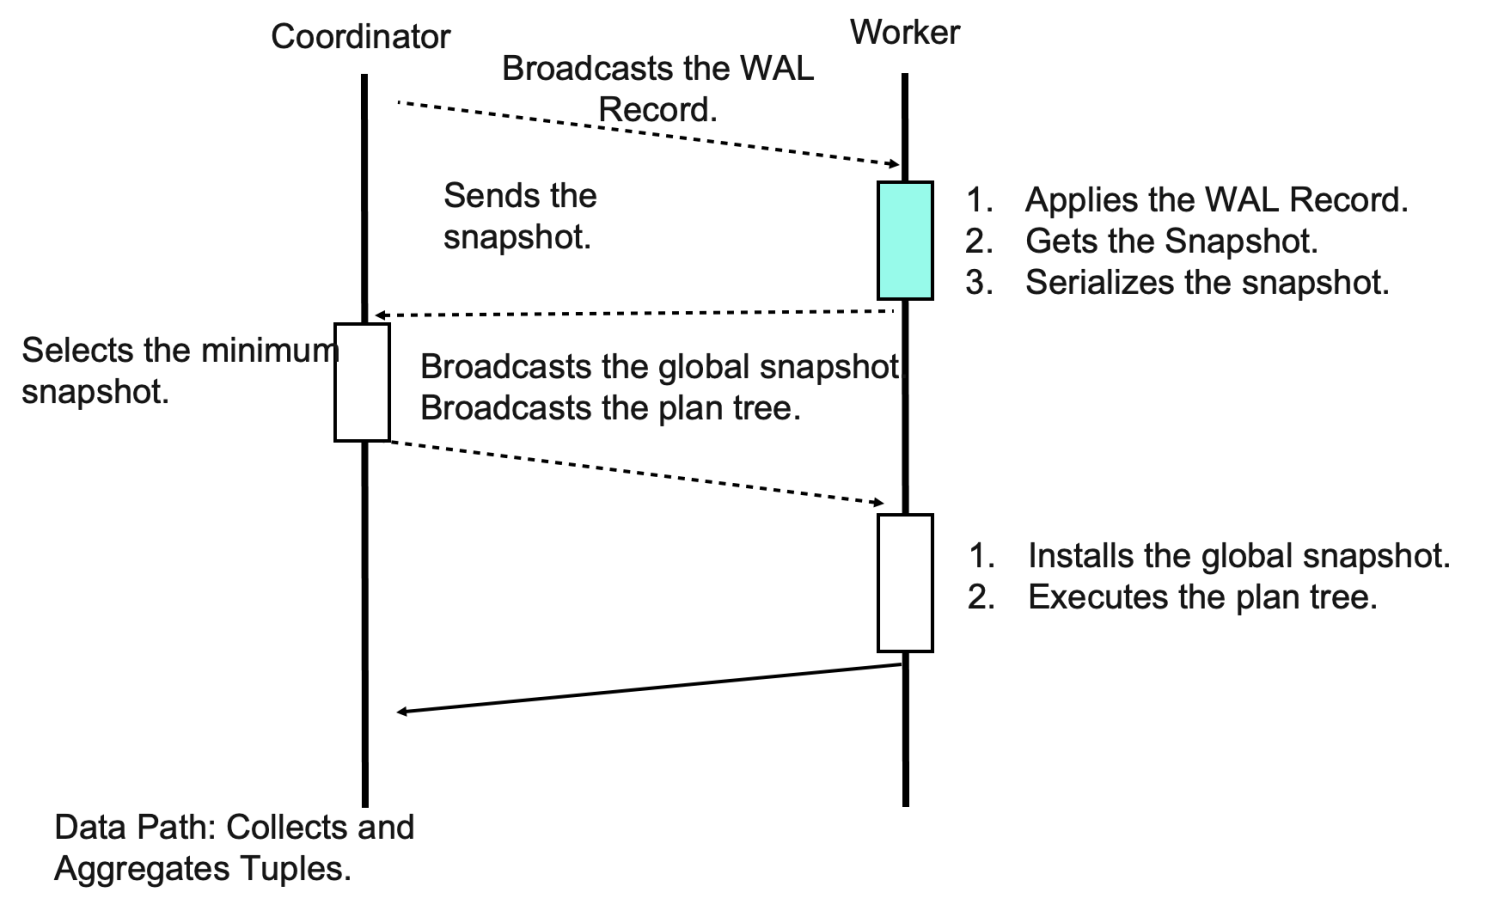 Coordinator
Worker
Broadcasts the WAL
Record.
Sends the
snapshot.
1. Applies the WAL Record.
2. Gets the Snapshot.
3. Serializes the snapshot.
Selects the minimum
snapshot.
Broadcasts the global snapshot
Broadcasts the plan tree.
1. Installs the global snapshot.
2. Executes the plan tree.
Data Path: Collects and
Aggregates Tuples.